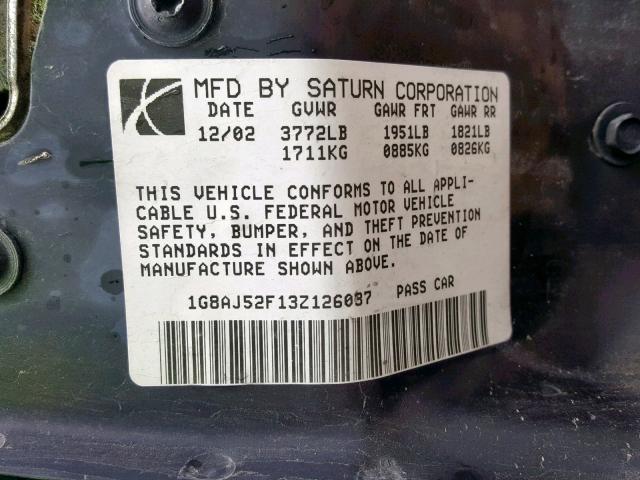 MFD BY SATURN CORPORATION
DATE GVWR GAWR FRT GAWR RR
12/02 3772LB 1951LB 1821LB
1711KG 0885KG 0826KG
THIS VEHICLE CONFORMS TO ALL APPLI-
CABLE U.S. FEDERAL MOTOR VEHICLE
SAFETY, BUMPER, AND THEFT PREVENTION
STANDARDS IN EFFECT ON THE DATE OF
MANUFACTURE SHOWN ABOVE.
1G8AJ52F13Z126037 PASS CAR